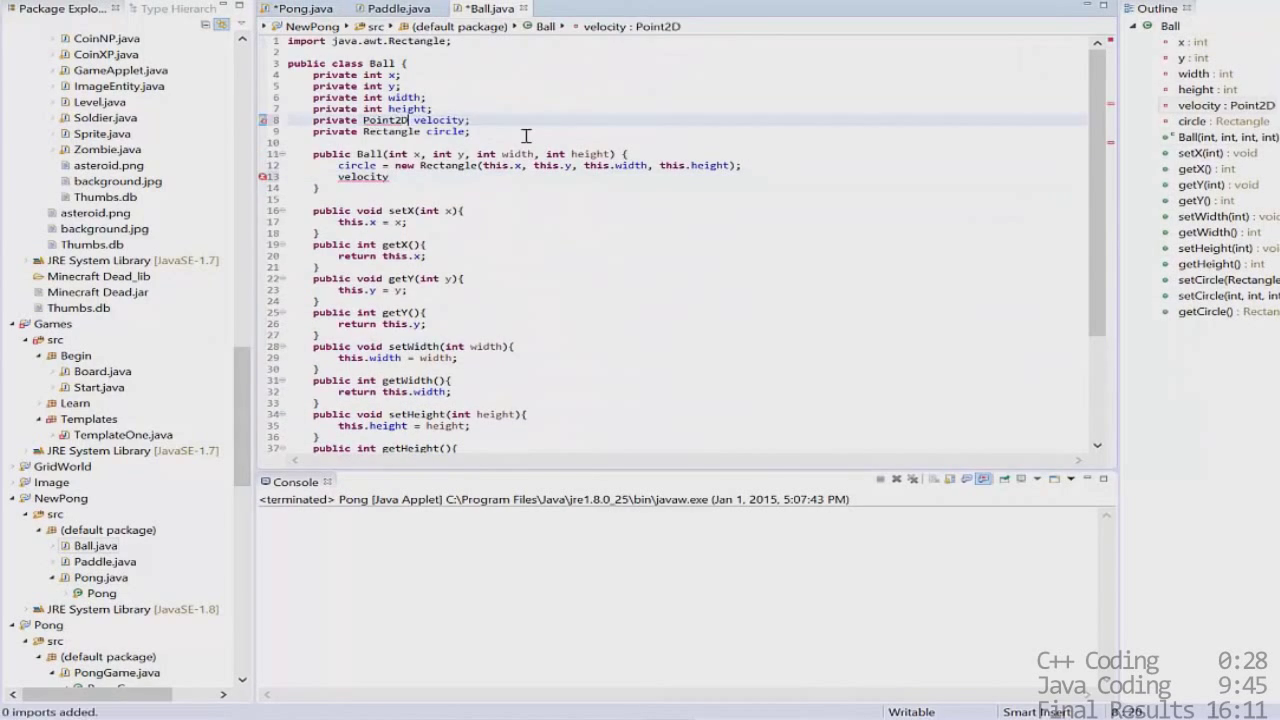 Package Explo...
Type Hierarch
*Pong.java
Paddle.java
*Ball.java
Outline
NewPong
src
(default package)
Ball
velocity : Point2D
CoinNP.java
CoinXP.java
GameApplet.java
ImageEntity.java
Level.java
Soldier.java
Sprite.java
Zombie.java
asteroid.png
background.jpg
Thumbs.db
asteroid.png
background.jpg
Thumbs.db
JRE System Library [JavaSE-1.7]
Minecraft Dead_lib
Minecraft Dead.jar
Thumbs.db
Games
src
Begin
Board.java
Start.java
Learn
Templates
TemplateOne.java
JRE System Library [JavaSE-1.7]
GridWorld
Image
NewPong
src
(default package)
Ball.java
Paddle.java
Pong.java
Pong
JRE System Library [JavaSE-1.8]
Pong
src
(default package)
PongGame.java
1 import java.awt.Rectangle;
2
3 public class Ball {
4 private int x;
5 private int y;
6 private int width;
7 private int height;
8 private Point2D velocity;
9 private Rectangle circle;
10
11 public Ball(int x, int y, int width, int height) {
12 circle = new Rectangle(this.x, this.y, this.width, this.height);
13 velocity
14 }
15
16 public void setX(int x){
17 this.x = x;
18 }
19 public int getX(){
20 return this.x;
21 }
22 public void getY(int y){
23 this.y = y;
24 }
25 public int getY(){
26 return this.y;
27 }
28 public void setWidth(int width){
29 this.width = width;
30 }
31 public int getWidth(){
32 return this.width;
33 }
34 public void setHeight(int height){
35 this.height = height;
36 }
37 public int getHeight(){
Ball
x : int
y : int
width : int
height : int
velocity : Point2D
circle : Rectangle
Ball(int, int, int, int)
setX(int) : void
getX() : int
getY(int) : void
getY() : int
setWidth(int) : void
getWidth() : int
setHeight(int) : void
getHeight() : int
setCircle(Rectangle
setCircle(int, int, int
getCircle() : Rectan
Console
<terminated> Pong [Java Applet] C:\Program Files\Java\jre1.8.0_25\bin\javaw.exe (Jan 1, 2015, 5:07:43 PM)
C++ Coding 0:28
Java Coding 9:45
Final Results 16:11
0 imports added.
Writable
Smart Insert